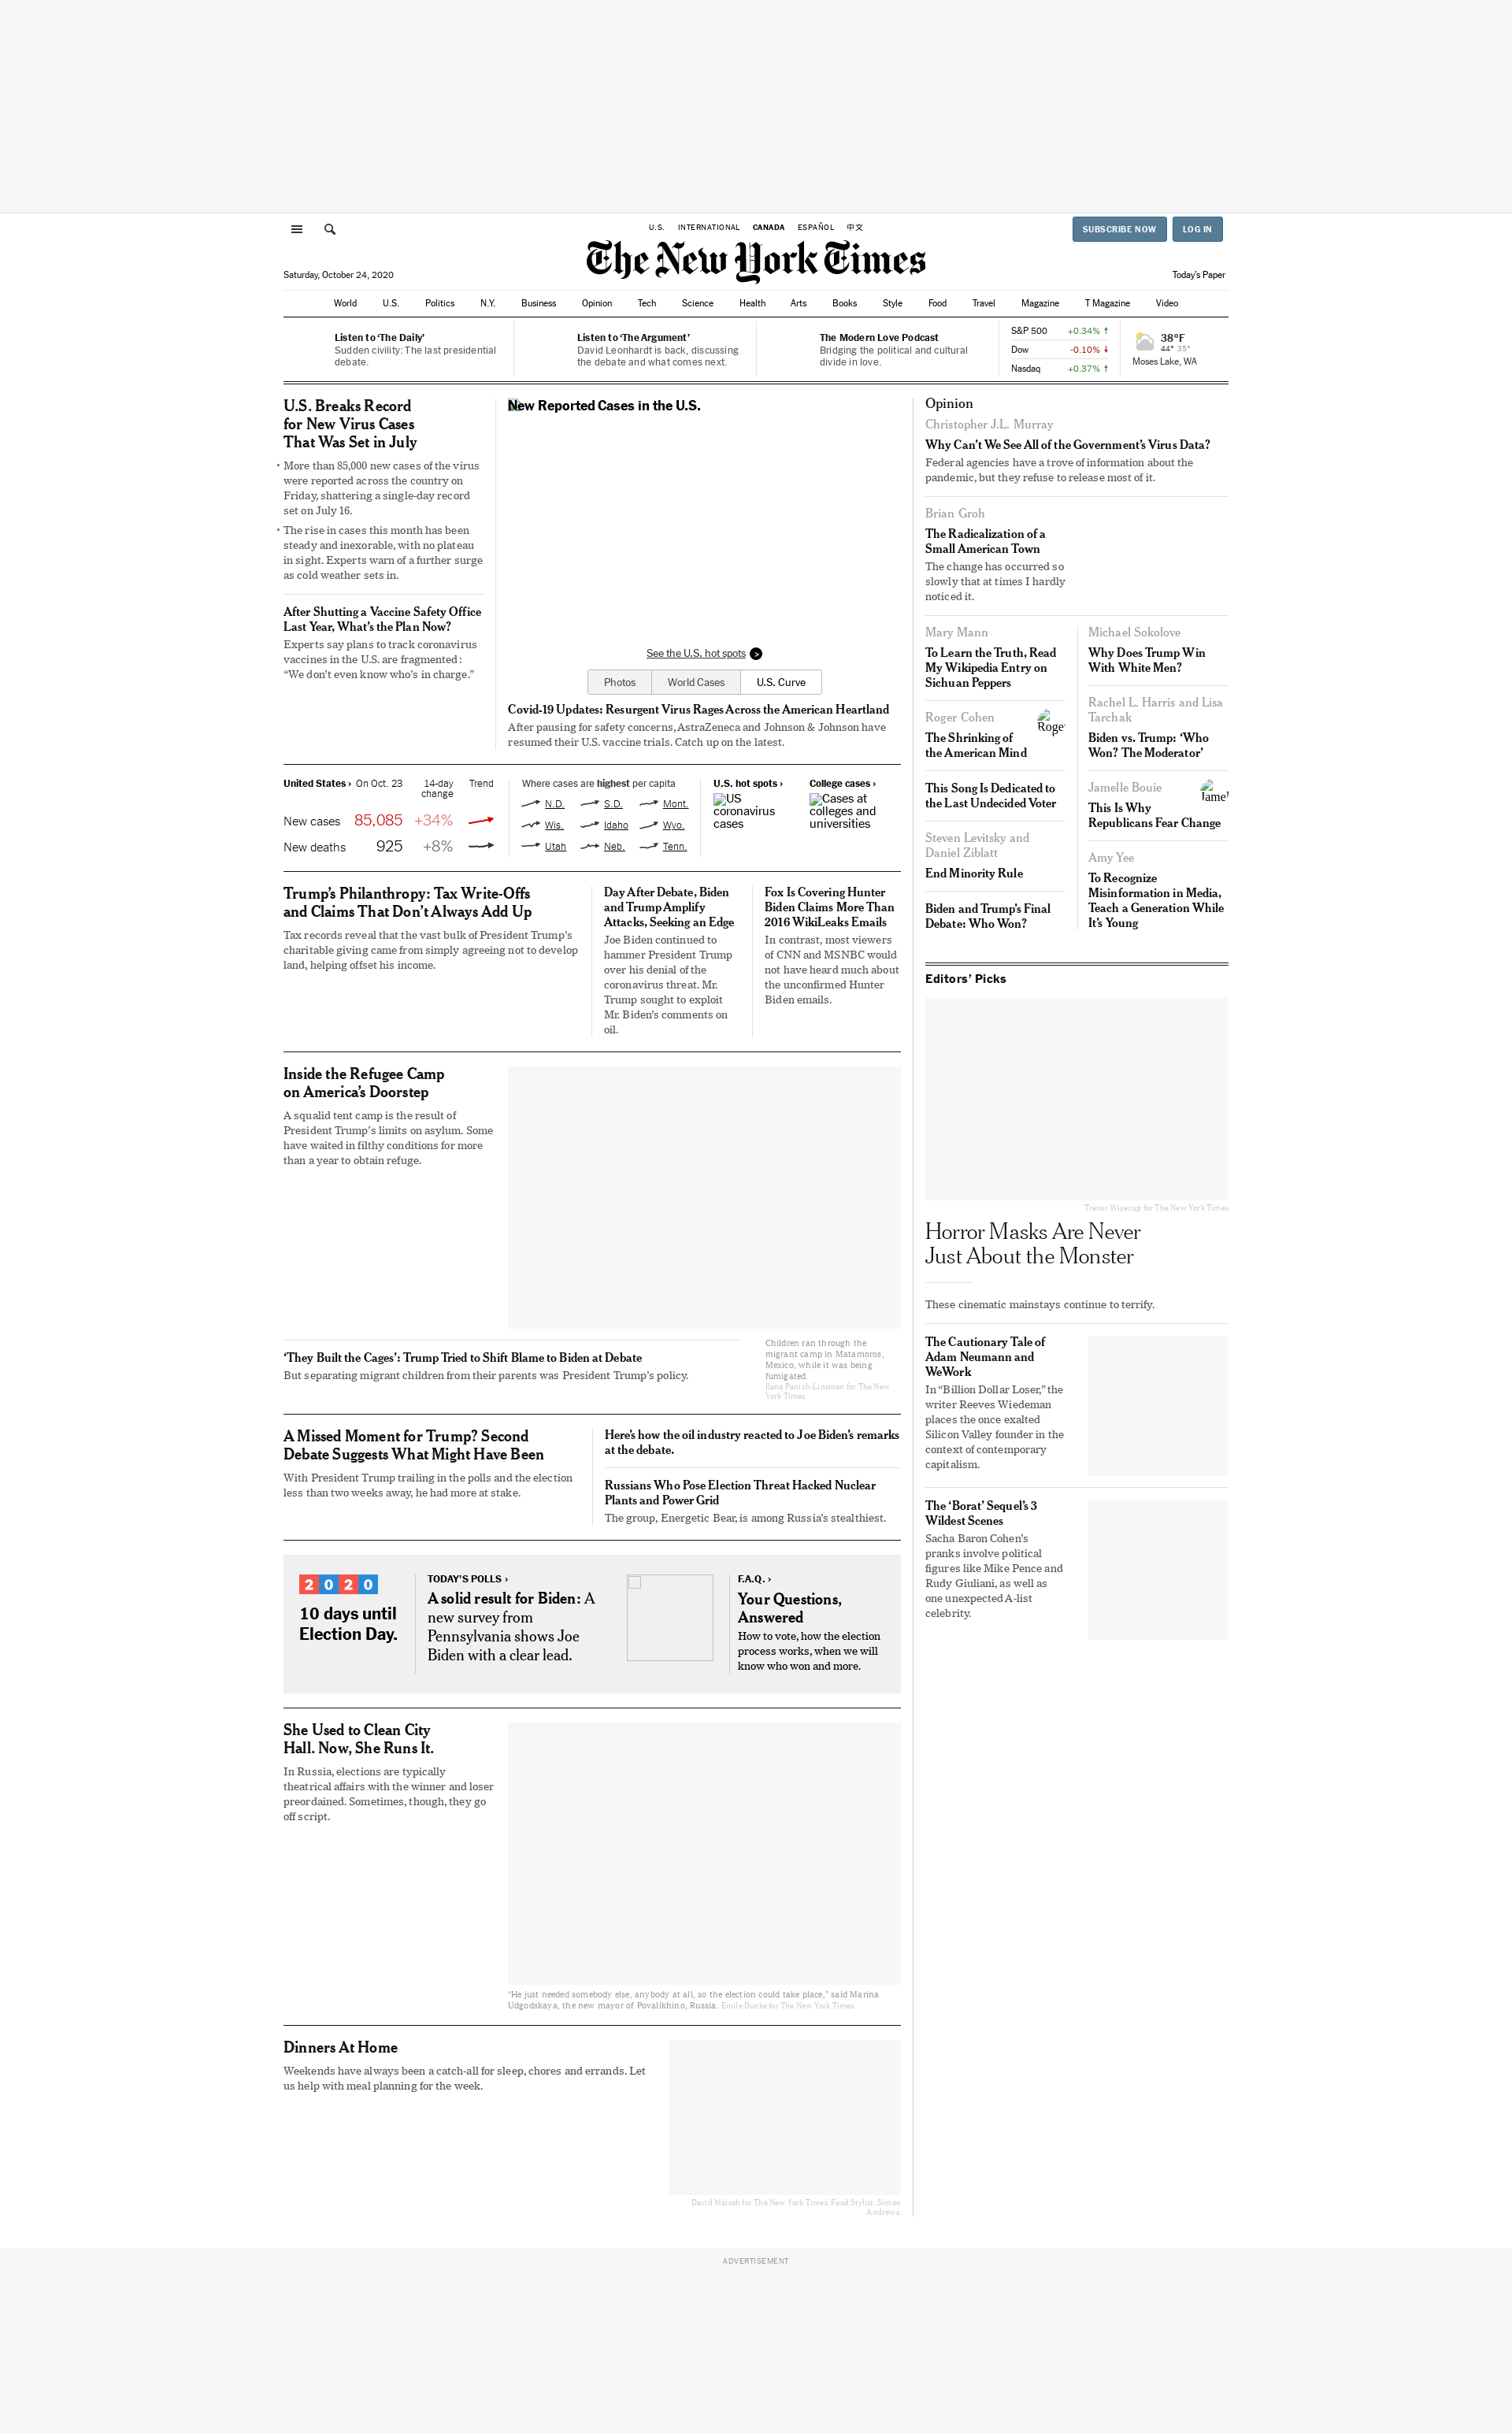 U.S. INTERNATIONAL CANADA ESPAÑOL 中文
SUBSCRIBE NOW LOG IN
The New York Times
Saturday, October 24, 2020
Today's Paper
World U.S. Politics N.Y. Business Opinion Tech Science Health Arts Books Style Food Travel Magazine T Magazine Video
Listen to ‘The Daily’
Sudden civility: The last presidential
debate.
Listen to ‘The Argument’
David Leonhardt is back, discussing
the debate and what comes next.
The Modern Love Podcast
Bridging the political and cultural
divide in love.
S&P 500 +0.34% ↑
Dow -0.10% ↓
Nasdaq +0.37% ↑
38°F
44° 35°
Moses Lake, WA
U.S. Breaks Record
for New Virus Cases
That Was Set in July
• More than 85,000 new cases of the virus
were reported across the country on
Friday, shattering a single-day record
set on July 16.
• The rise in cases this month has been
steady and inexorable, with no plateau
in sight. Experts warn of a further surge
as cold weather sets in.
After Shutting a Vaccine Safety Office
Last Year, What’s the Plan Now?
Experts say plans to track coronavirus
vaccines in the U.S. are fragmented:
“We don’t even know who’s in charge.”
New Reported Cases in the U.S.
See the U.S. hot spots >
Photos World Cases U.S. Curve
Covid-19 Updates: Resurgent Virus Rages Across the American Heartland
After pausing for safety concerns, AstraZeneca and Johnson & Johnson have
resumed their U.S. vaccine trials. Catch up on the latest.
United States › On Oct. 23 14-day Trend
change
New cases 85,085 +34%
New deaths 925 +8%
Where cases are highest per capita
N.D. S.D. Mont.
Wis. Idaho Wyo.
Utah Neb. Tenn.
U.S. hot spots ›
US
coronavirus
cases
College cases ›
Cases at
colleges and
universities
Trump’s Philanthropy: Tax Write-Offs
and Claims That Don’t Always Add Up
Tax records reveal that the vast bulk of President Trump’s
charitable giving came from simply agreeing not to develop
land, helping offset his income.
Day After Debate, Biden
and Trump Amplify
Attacks, Seeking an Edge
Joe Biden continued to
hammer President Trump
over his denial of the
coronavirus threat. Mr.
Trump sought to exploit
Mr. Biden’s comments on
oil.
Fox Is Covering Hunter
Biden Claims More Than
2016 WikiLeaks Emails
In contrast, most viewers
of CNN and MSNBC would
not have heard much about
the unconfirmed Hunter
Biden emails.
Inside the Refugee Camp
on America’s Doorstep
A squalid tent camp is the result of
President Trump’s limits on asylum. Some
have waited in filthy conditions for more
than a year to obtain refuge.
‘They Built the Cages’: Trump Tried to Shift Blame to Biden at Debate
But separating migrant children from their parents was President Trump’s policy.
Children ran through the
migrant camp in Matamoros,
Mexico, while it was being
fumigated.
Ilana Panich-Linsman for The New
York Times
A Missed Moment for Trump? Second
Debate Suggests What Might Have Been
With President Trump trailing in the polls and the election
less than two weeks away, he had more at stake.
Here’s how the oil industry reacted to Joe Biden’s remarks
at the debate.
Russians Who Pose Election Threat Hacked Nuclear
Plants and Power Grid
The group, Energetic Bear, is among Russia’s stealthiest.
2020
10 days until
Election Day.
TODAY’S POLLS ›
A solid result for Biden: A
new survey from
Pennsylvania shows Joe
Biden with a clear lead.
F.A.Q. ›
Your Questions,
Answered
How to vote, how the election
process works, when we will
know who won and more.
She Used to Clean City
Hall. Now, She Runs It.
In Russia, elections are typically
theatrical affairs with the winner and loser
preordained. Sometimes, though, they go
off script.
“He just needed somebody else, anybody at all, so the election could take place,” said Marina
Udgodskaya, the new mayor of Povalikhino, Russia. Emile Ducke for The New York Times
Dinners At Home
Weekends have always been a catch-all for sleep, chores and errands. Let
us help with meal planning for the week.
David Malosh for The New York Times. Food Stylist: Simon
Andrews.
Opinion
Christopher J.L. Murray
Why Can’t We See All of the Government’s Virus Data?
Federal agencies have a trove of information about the
pandemic, but they refuse to release most of it.
Brian Groh
The Radicalization of a
Small American Town
The change has occurred so
slowly that at times I hardly
noticed it.
Mary Mann
To Learn the Truth, Read
My Wikipedia Entry on
Sichuan Peppers
Roger Cohen
Roger
The Shrinking of
the American Mind
This Song Is Dedicated to
the Last Undecided Voter
Steven Levitsky and
Daniel Ziblatt
End Minority Rule
Biden and Trump’s Final
Debate: Who Won?
Michael Sokolove
Why Does Trump Win
With White Men?
Rachel L. Harris and Lisa
Tarchak
Biden vs. Trump: ‘Who
Won? The Moderator’
Jamelle Bouie
Jamel
This Is Why
Republicans Fear Change
Amy Yee
To Recognize
Misinformation in Media,
Teach a Generation While
It’s Young
Editors’ Picks
Trevor Wisecup for The New York Times
Horror Masks Are Never
Just About the Monster
These cinematic mainstays continue to terrify.
The Cautionary Tale of
Adam Neumann and
WeWork
In “Billion Dollar Loser,” the
writer Reeves Wiedeman
places the once exalted
Silicon Valley founder in the
context of contemporary
capitalism.
The ‘Borat’ Sequel’s 3
Wildest Scenes
Sacha Baron Cohen’s
pranks involve political
figures like Mike Pence and
Rudy Giuliani, as well as
one unexpected A-list
celebrity.
ADVERTISEMENT